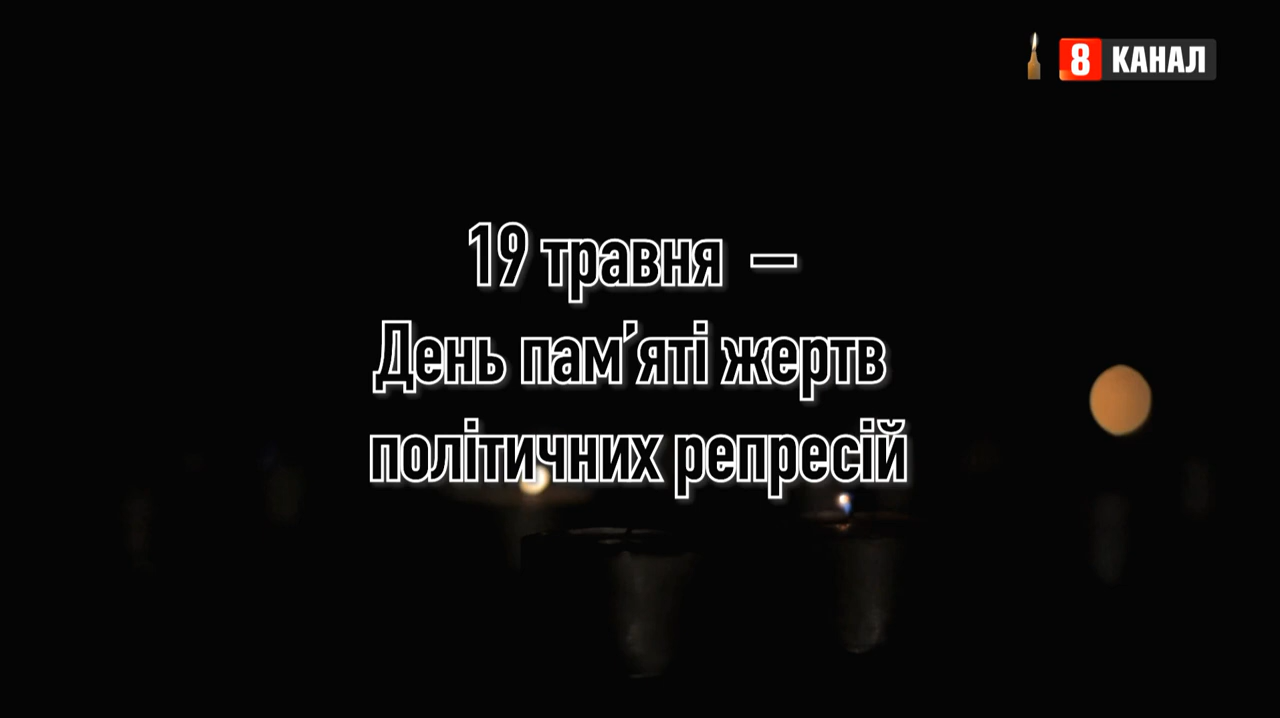 8 КАНАЛ
19 травня —
День пам’яті жертв
політичних репресій